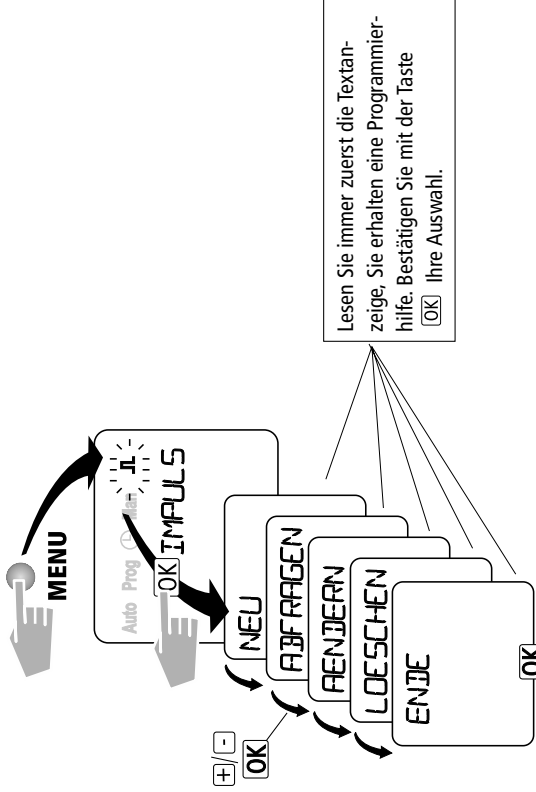 MENU
Auto Prog Man
OK IMPULS
+ / -
OK
NEU
ABFRAGEN
AENDERN
LOESCHEN
ENDE
OK
Lesen Sie immer zuerst die Textan-
zeige, Sie erhalten eine Programmier-
hilfe. Bestätigen Sie mit der Taste
OK Ihre Auswahl.